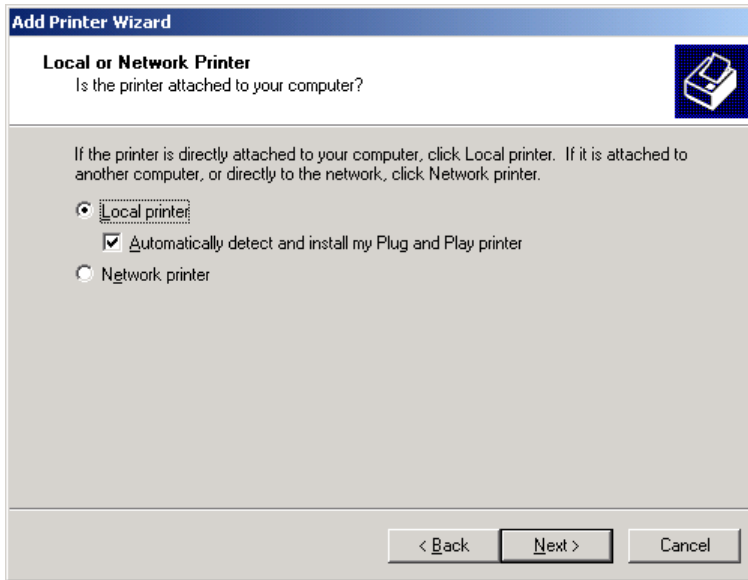 Add Printer Wizard
Local or Network Printer
Is the printer attached to your computer?
If the printer is directly attached to your computer, click Local printer.  If it is attached to
another computer, or directly to the network, click Network printer.
Local printer
Automatically detect and install my Plug and Play printer
Network printer
< Back
Next >
Cancel